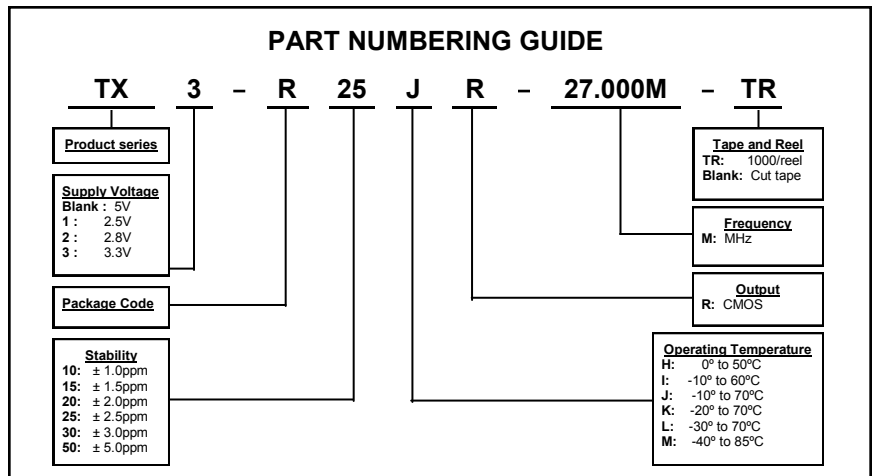 PART NUMBERING GUIDE
TX 3 – R 25 J R – 27.000M – TR
Product series
Supply Voltage
Blank : 5V
1 : 2.5V
2 : 2.8V
3 : 3.3V
Package Code
Stability
10: ± 1.0ppm
15: ± 1.5ppm
20: ± 2.0ppm
25: ± 2.5ppm
30: ± 3.0ppm
50: ± 5.0ppm
Tape and Reel
TR: 1000/reel
Blank: Cut tape
Frequency
M: MHz
Output
R: CMOS
Operating Temperature
H: 0º to 50ºC
I: -10º to 60ºC
J: -10º to 70ºC
K: -20º to 70ºC
L: -30º to 70ºC
M: -40º to 85ºC